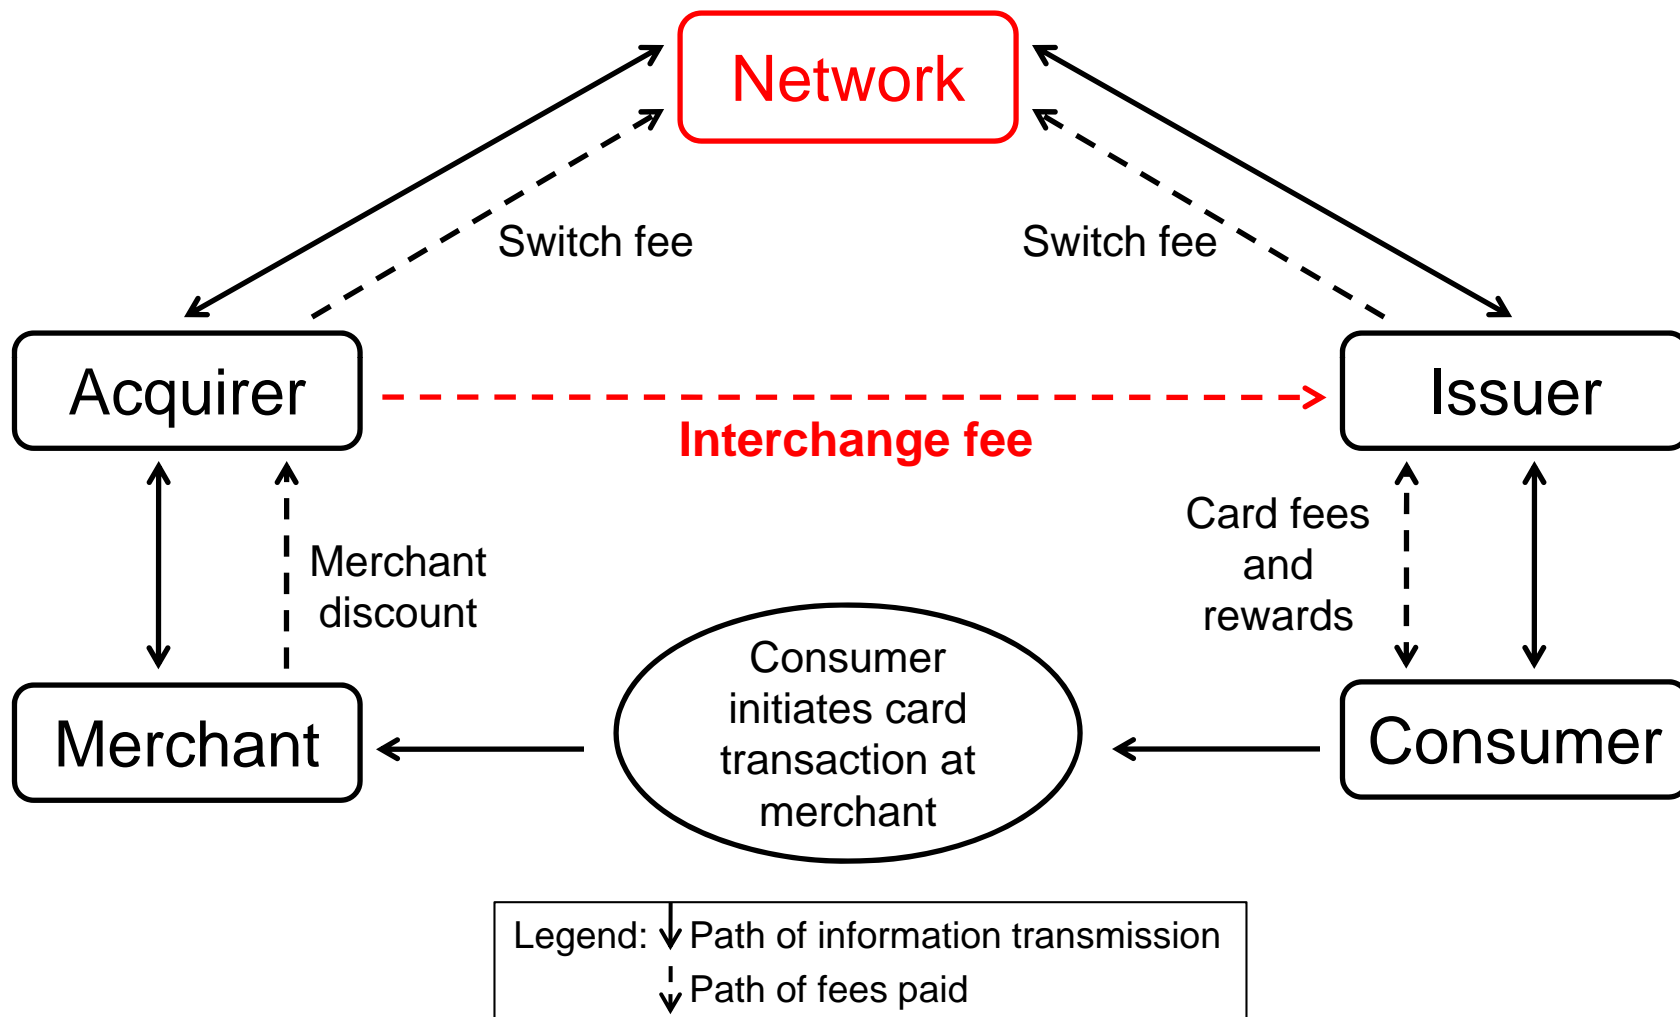 Network
Switch fee
Switch fee
Acquirer
Issuer
Interchange fee
Merchant
discount
Card fees
and
rewards
Merchant
Consumer
initiates card
transaction at
merchant
Consumer
Legend: Path of information transmission
Path of fees paid